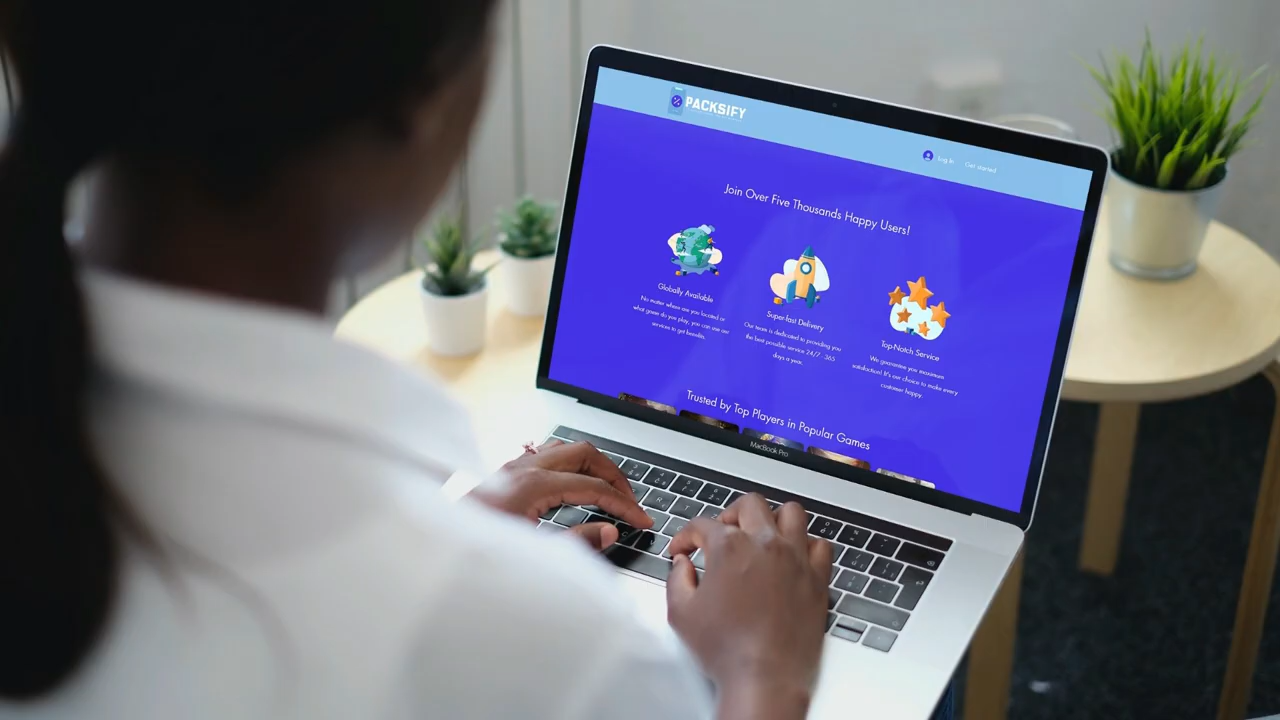 PACKSIFY
Log In
Get started
Join Over Five Thousands Happy Users!
Globally Available
No matter where are you located or
what game do you play, you can use our
services to get benefits.
Super-fast Delivery
Our team is dedicated to providing you
the best possible service 24/7 . 365
days a year.
Top-Notch Service
We guarantee you maximum
satisfaction! It's our choice to make every
customer happy.
Trusted by Top Players in Popular Games
MacBook Pro